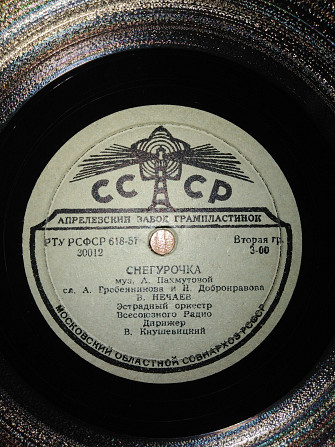 СССР
АПРЕЛЕВСКИЙ ЗАВОД ГРАМПЛАСТИНОК
РТУ РСФСР 618-57
Вторая гр.
30012
3-00
СНЕГУРОЧКА
муз. А. Пахмутовой
сл. А. Гребенникова и Н. Добронравова
В. НЕЧАЕВ
Эстрадный оркестр
Всесоюзного Радио
Дирижер
В. Кнушевицкий
МОСКОВСКИЙ ОБЛАСТНОЙ СОВНАРХОЗ РСФСР